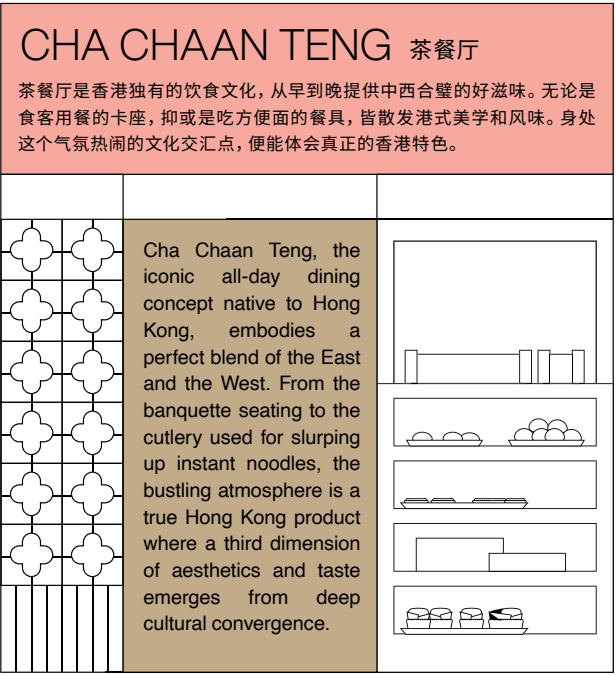 CHA CHAAN TENG 茶餐厅
茶餐厅是香港独有的饮食文化，从早到晚提供中西合璧的好滋味。无论是
食客用餐的卡座，抑或是吃方便面的餐具，皆散发港式美学和风味。身处
这个气氛热闹的文化交汇点，便能体会真正的香港特色。
Cha Chaan Teng, the
iconic all-day dining
concept native to Hong
Kong, embodies a
perfect blend of the East
and the West. From the
banquette seating to the
cutlery used for slurping
up instant noodles, the
bustling atmosphere is a
true Hong Kong product
where a third dimension
of aesthetics and taste
emerges from deep
cultural convergence.